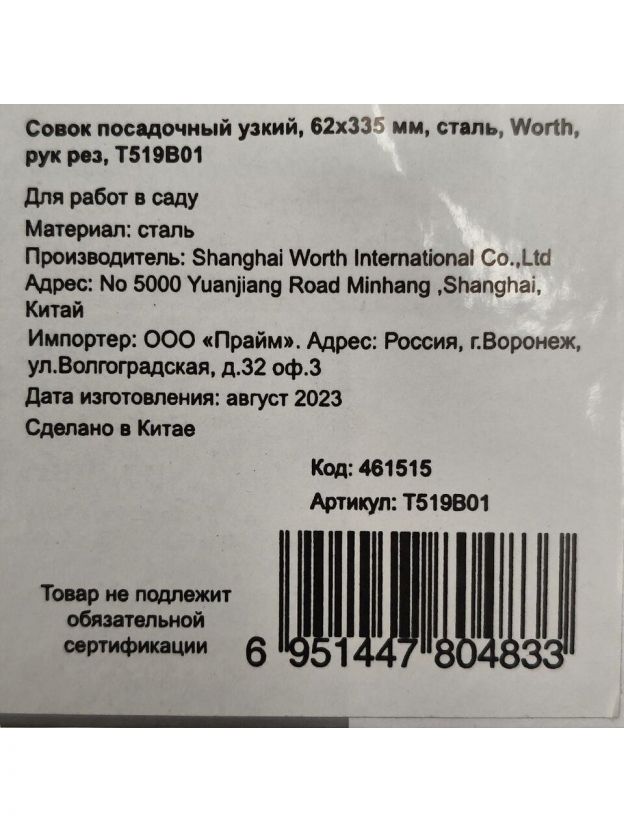 Совок посадочный узкий, 62х335 мм, сталь, Worth,
рук рез, T519B01
Для работ в саду
Материал: сталь
Производитель: Shanghai Worth International Co.,Ltd
Адрес: No 5000 Yuanjiang Road Minhang ,Shanghai,
Китай
Импортер: ООО «Прайм». Адрес: Россия, г.Воронеж,
ул.Волгоградская, д.32 оф.3
Дата изготовления: август 2023
Сделано в Китае
Код: 461515
Артикул: T519B01
Товар не подлежит
обязательной
сертификации
6 951447 804833